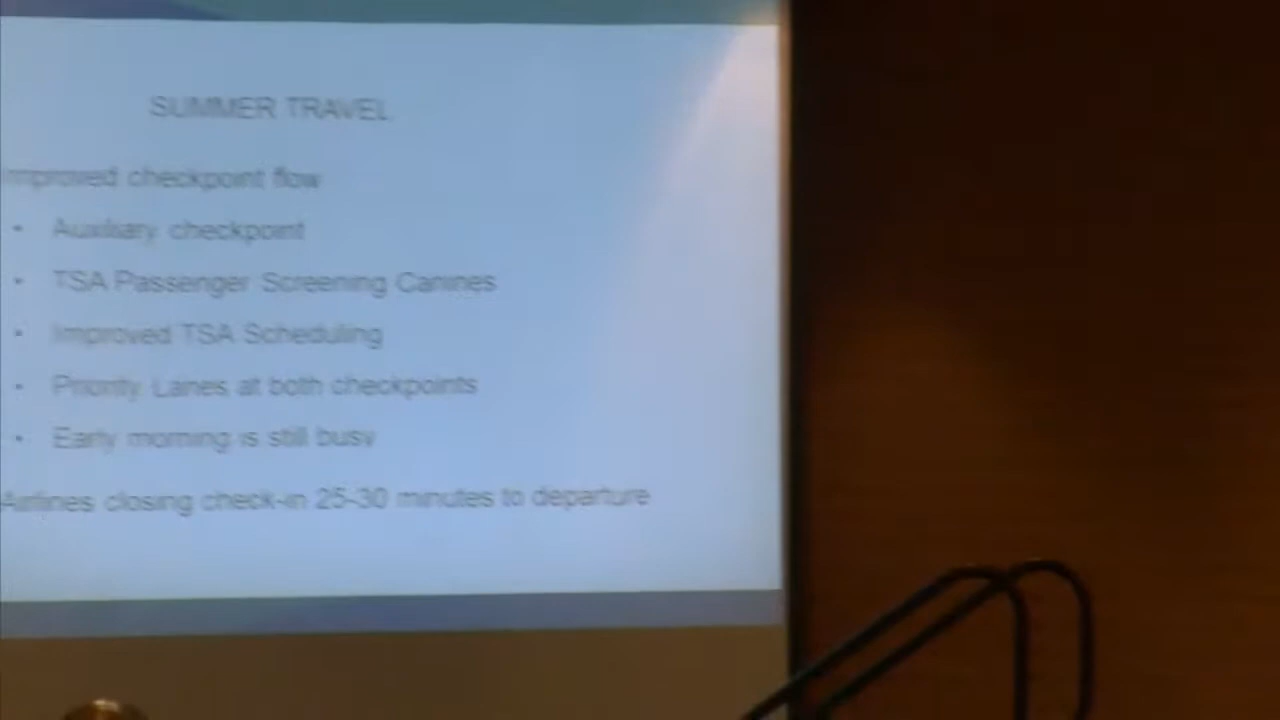 SUMMER TRAVEL
Improved checkpoint flow
• Auxiliary checkpoint
• TSA Passenger Screening Canines
• Improved TSA Scheduling
• Priority Lanes at both checkpoints
• Early morning is still busy
Airlines closing check-in 25-30 minutes to departure